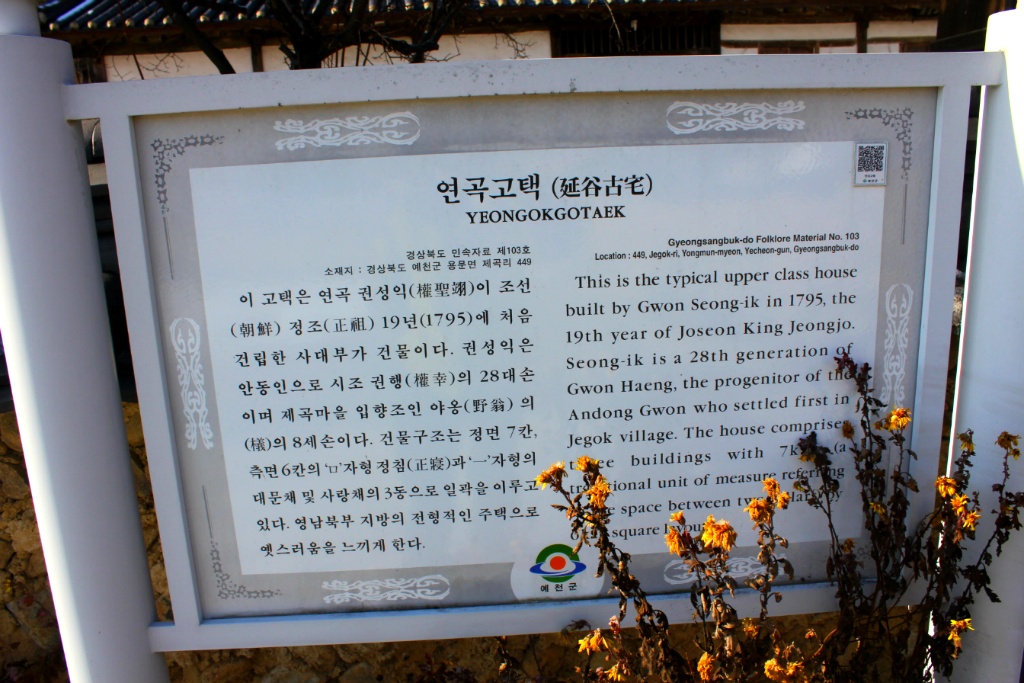 연곡고택 (延谷古宅)
YEONGOKGOTAEK
경상북도 민속자료 제103호
소재지 : 경상북도 예천군 용문면 제곡리 449
이 고택은 연곡 권성익(權聖翊)이 조선
(朝鮮) 정조(正祖) 19년(1795)에 처음
건립한 사대부가 건물이다. 권성익은
안동인으로 시조 권행(權幸)의 28대손
이며 제곡마을 입향조인 야옹(野翁) 의
(檥)의 8세손이다. 건물구조는 정면 7칸,
측면 6칸의 'ㅁ'자형 정침(正寢)과 '一'자형의
대문채 및 사랑채의 3동으로 일곽을 이루고
있다. 영남북부 지방의 전형적인 주택으로
옛스러움을 느끼게 한다.
Gyeongsangbuk-do Folklore Material No. 103
Location : 449, Jegok-ri, Yongmun-myeon, Yecheon-gun, Gyeongsangbuk-do
This is the typical upper class house
built by Gwon Seong-ik in 1795, the
19th year of Joseon King Jeongjo.
Seong-ik is a 28th generation of
Gwon Haeng, the progenitor of the
Andong Gwon who settled first in
Jegok village. The house comprises
buildings with (a
unit of measure referring
space between
square
예천군